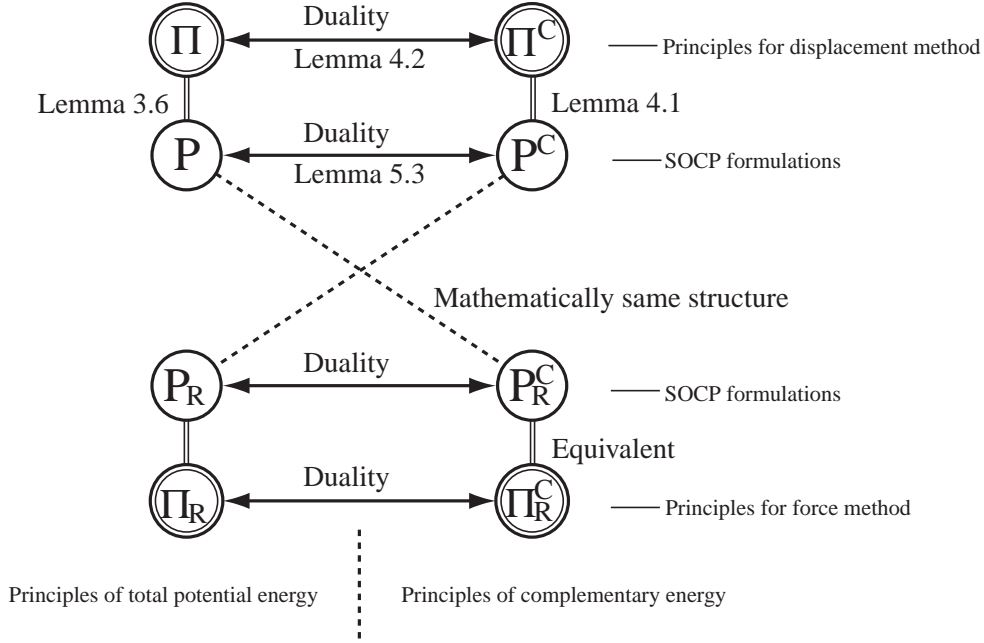 Duality
Π
Π^C
Principles for displacement method
Lemma 4.2
Lemma 3.6
Lemma 4.1
Duality
P
P^C
SOCP formulations
Lemma 5.3
Mathematically same structure
Duality
P_R
P_R^C
SOCP formulations
Equivalent
Duality
Π_R
Π_R^C
Principles for force method
Principles of total potential energy
Principles of complementary energy